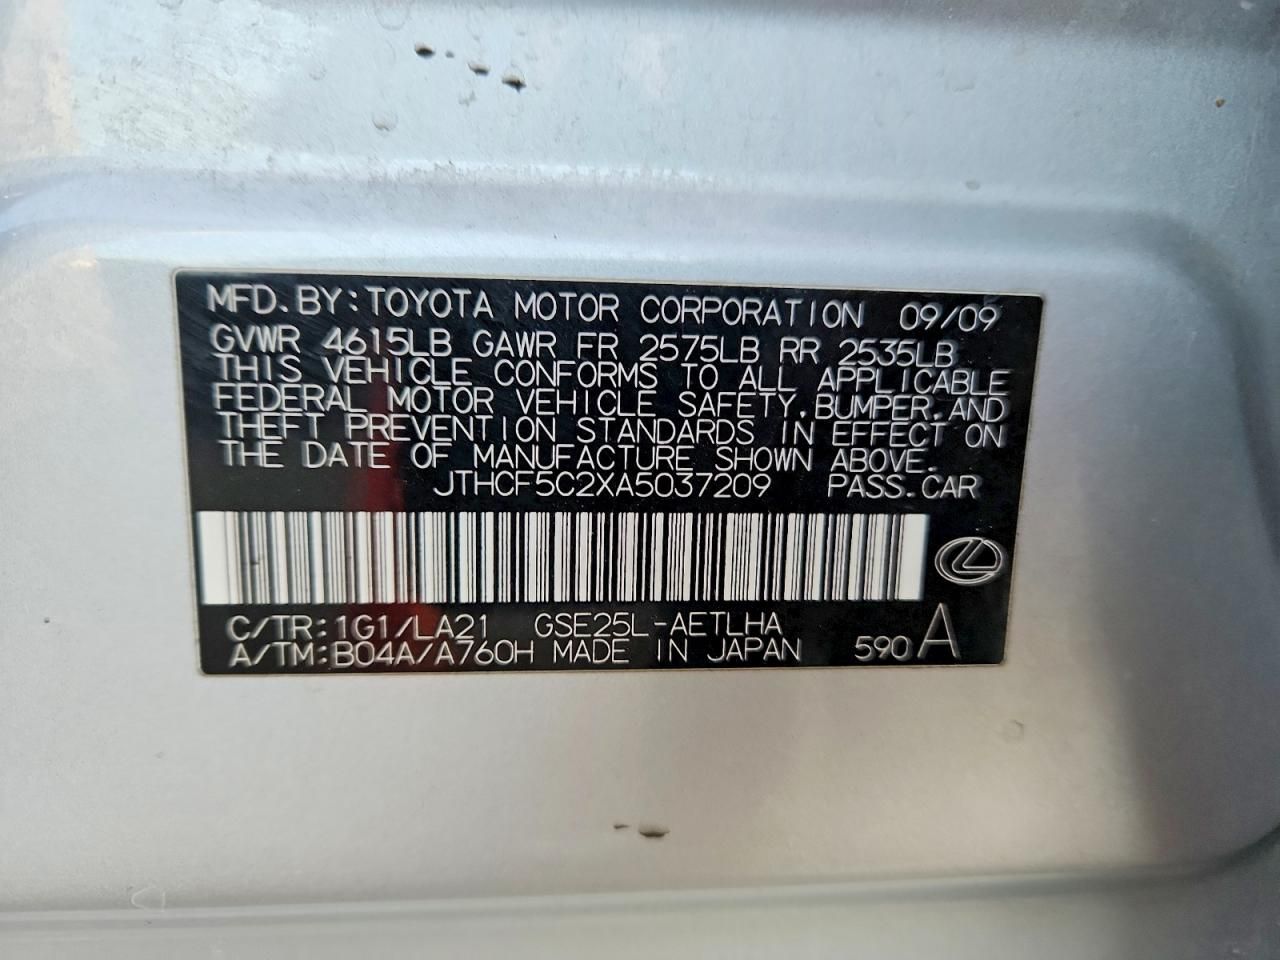 MFD.BY:TOYOTA MOTOR CORPORATION 09/09
GVWR 4615LB GAWR FR 2575LB RR 2535LB
THIS VEHICLE CONFORMS TO ALL APPLICABLE
FEDERAL MOTOR VEHICLE SAFETY,BUMPER,AND
THEFT PREVENTION STANDARDS IN EFFECT ON
THE DATE OF MANUFACTURE SHOWN ABOVE.
JTHCF5C2XA5037209 PASS.CAR
C/TR:1G1/LA21 GSE25L-AETLHA
A/TM:B04A/A760H MADE IN JAPAN 590A